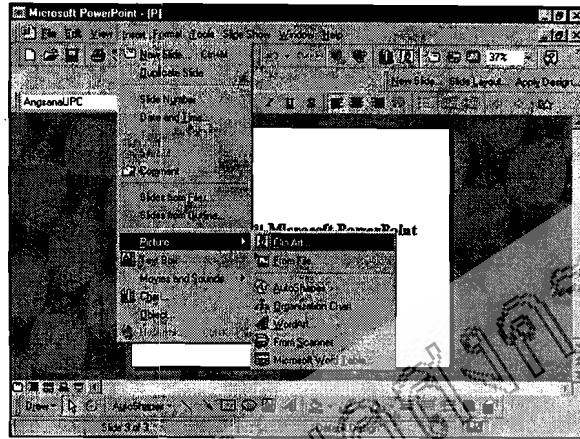 Microsoft PowerPoint - [P]
File Edit View Insert Format Tools Slide Show Window Help
37%
New Slide... Slide Layout... Apply Design...
AngsanaUPC
New Slide...
Duplicate Slide
Slide Number
Date and Time...
Comment
Slides from Files...
Slides from Outline...
Picture
Text Box
Movies and Sounds
Chart...
Object...
Microsoft PowerPoint
Clip Art...
From File...
AutoShapes
Organization Chart
WordArt...
From Scanner
Microsoft Word Table...
Draw AutoShapes
Slide 3 of 3
Default Design